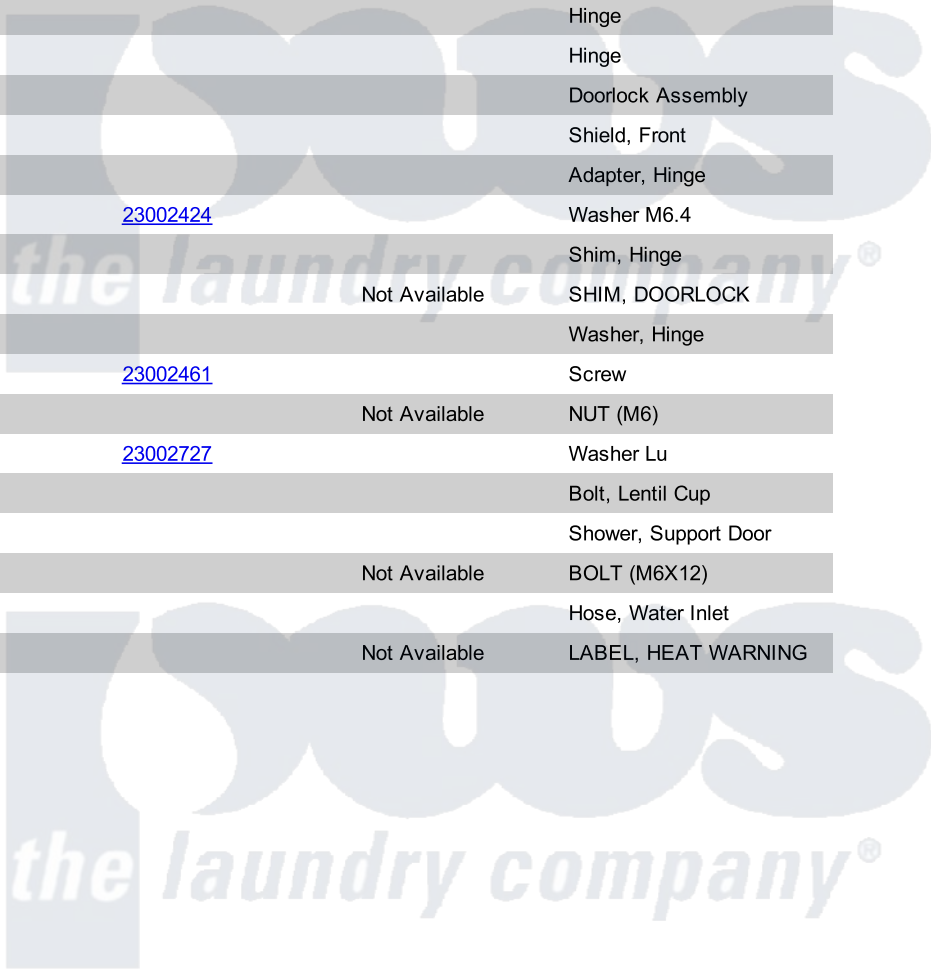 Hinge
Hinge
Doorlock Assembly
Shield, Front
Adapter, Hinge
23002424 Washer M6.4
Shim, Hinge
the laundry company®
Not Available SHIM, DOORLOCK
Washer, Hinge
23002461 Screw
Not Available NUT (M6)
23002727 Washer Lu
Bolt, Lentil Cup
Shower, Support Door
Not Available BOLT (M6X12)
Hose, Water Inlet
Not Available LABEL, HEAT WARNING
pws
the laundry company®